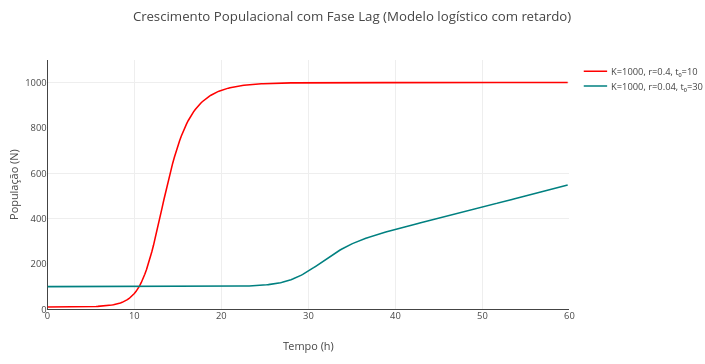 Crescimento Populacional com Fase Lag (Modelo logístico com retardo)
K=1000, r=0.4, t₀=10
K=1000, r=0.04, t₀=30
População (N)
1000
800
600
400
200
0
0 10 20 30 40 50 60
Tempo (h)